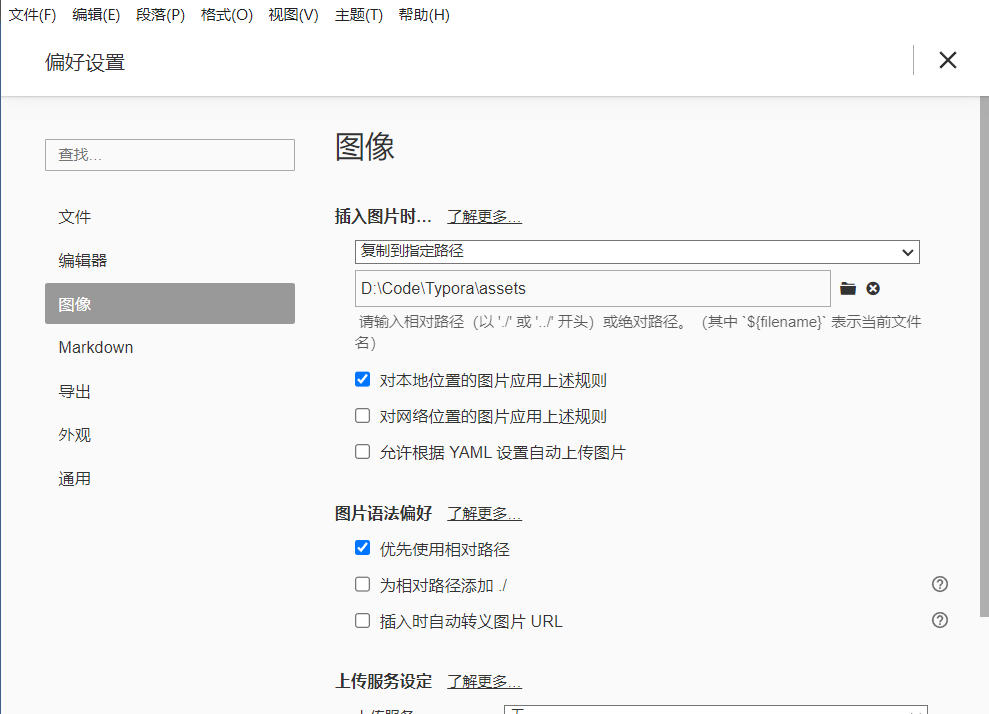 文件(F) 编辑(E) 段落(P) 格式(O) 视图(V) 主题(T) 帮助(H)
偏好设置
查找...
文件
编辑器
图像
Markdown
导出
外观
通用
图像
插入图片时... 了解更多...
复制到指定路径
D:\Code\Typora\assets
请输入相对路径（以 './' 或 '../' 开头）或绝对路径。（其中 `${filename}` 表示当前文件
名）
对本地位置的图片应用上述规则
对网络位置的图片应用上述规则
允许根据 YAML 设置自动上传图片
图片语法偏好 了解更多...
优先使用相对路径
为相对路径添加 ./
插入时自动转义图片 URL
上传服务设定 了解更多...